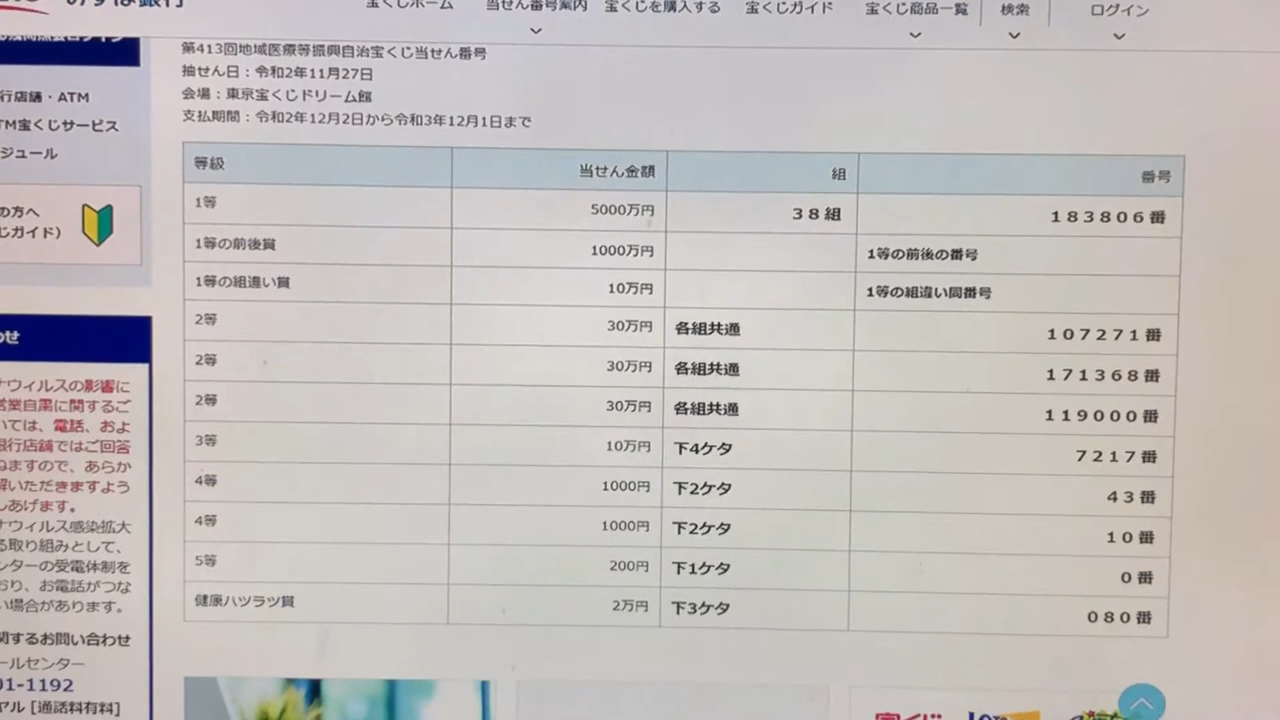 みずほ銀行
宝くじホーム 当せん番号案内 宝くじを購入する 宝くじガイド 宝くじ商品一覧 検索 ログイン
行店舗・ATM
TM宝くじサービス
ジュール
の方へ
じガイド）
わせ
ナウィルスの影響に
営業自粛に関するご
いては、電話、およ
銀行店舗ではご回答
ねますので、あらか
解いただきますよう
しあげます。
ナウィルス感染拡大
る取り組みとして、
ンターの受電体制を
おり、お電話がつな
い場合があります。
関するお問い合わせ
ールセンター
01-1192
ヤル [通話料有料]
第413回地域医療等振興自治宝くじ当せん番号
抽せん日：令和2年11月27日
会場：東京宝くじドリーム館
支払期間：令和2年12月2日から令和3年12月1日まで
等級 当せん金額 組 番号
1等 5000万円 38組 183806番
1等の前後賞 1000万円 1等の前後の番号
1等の組違い賞 10万円 1等の組違い同番号
2等 30万円 各組共通 107271番
2等 30万円 各組共通 171368番
2等 30万円 各組共通 119000番
3等 10万円 下4ケタ 7217番
4等 1000円 下2ケタ 43番
4等 1000円 下2ケタ 10番
5等 200円 下1ケタ 0番
健康ハツラツ賞 2万円 下3ケタ 080番
宝くじ